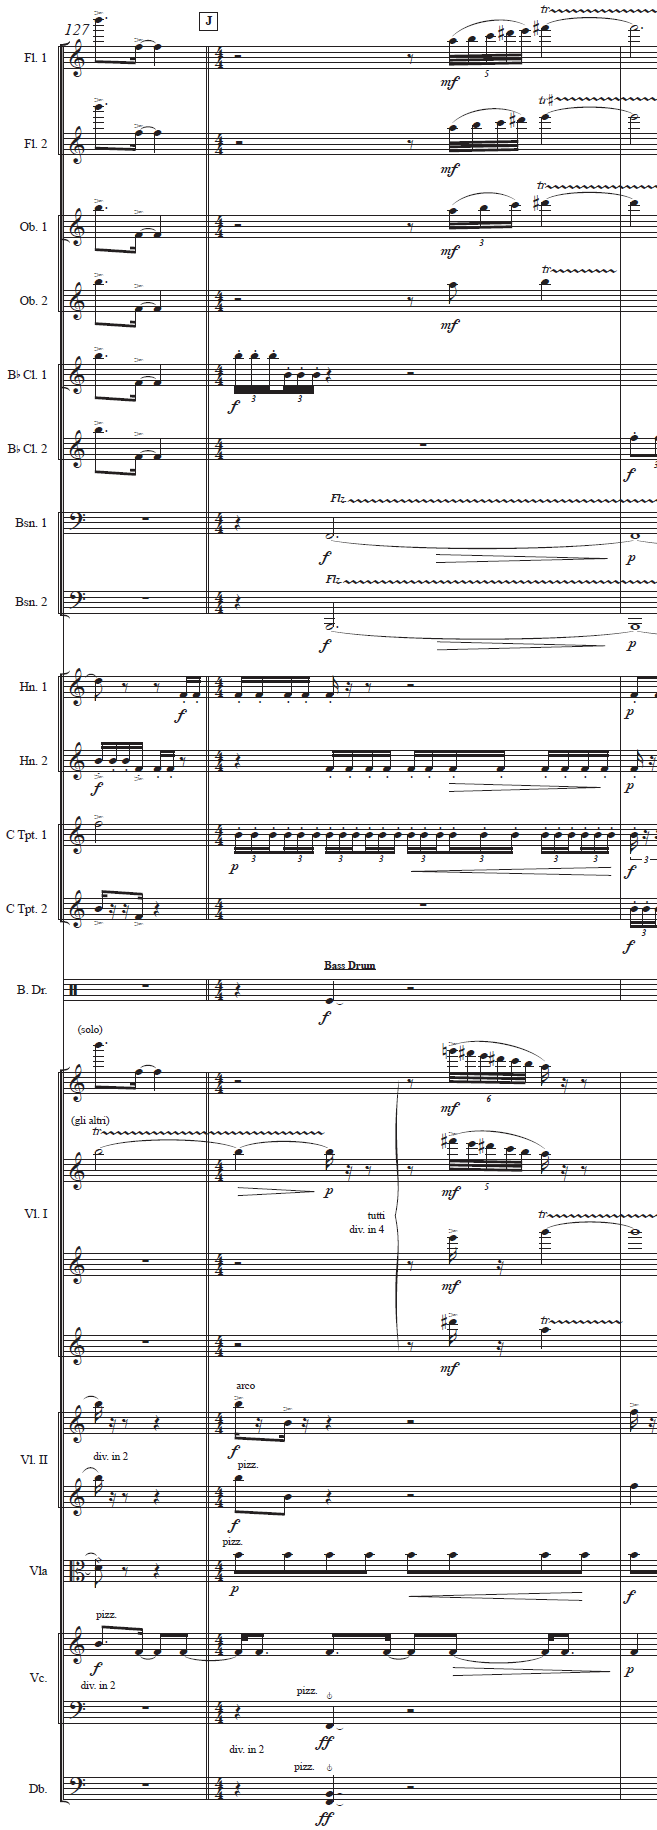 127
J
Fl. 1
tr
mf
5
Fl. 2
tr♯
mf
Ob. 1
tr
mf
3
Ob. 2
tr
mf
B♭ Cl. 1
f
3 3
B♭ Cl. 2
f
3
Bsn. 1
Flz
f p
Bsn. 2
Flz
f p
Hn. 1
f p
Hn. 2
f p
C Tpt. 1
p 3 3 3 3 3 3 3 3 f 3
C Tpt. 2
f 3
Bass Drum
B. Dr.
f
(solo)
mf 6
(gli altri)
tr
p mf 5
Vl. I
tutti
div. in 4
tr
mf
tr
mf
arco
Vl. II
f
div. in 2
pizz.
f
pizz.
Vla
p f
pizz.
Vc.
f p
div. in 2
pizz.
ff
div. in 2
pizz.
Db.
ff